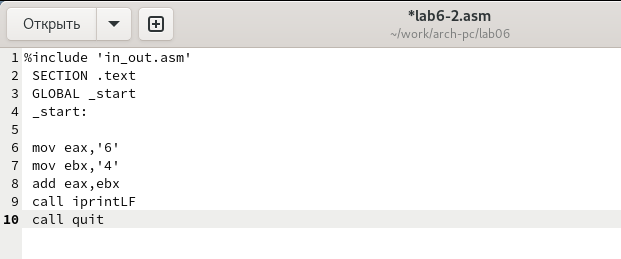 Открыть
*lab6-2.asm
~/work/arch-pc/lab06
1 %include 'in_out.asm'
2 SECTION .text
3 GLOBAL _start
4 _start:
5
6 mov eax,'6'
7 mov ebx,'4'
8 add eax,ebx
9 call iprintLF
10 call quit